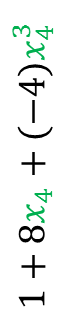 1 + 8x₄ + (−4)x₄³